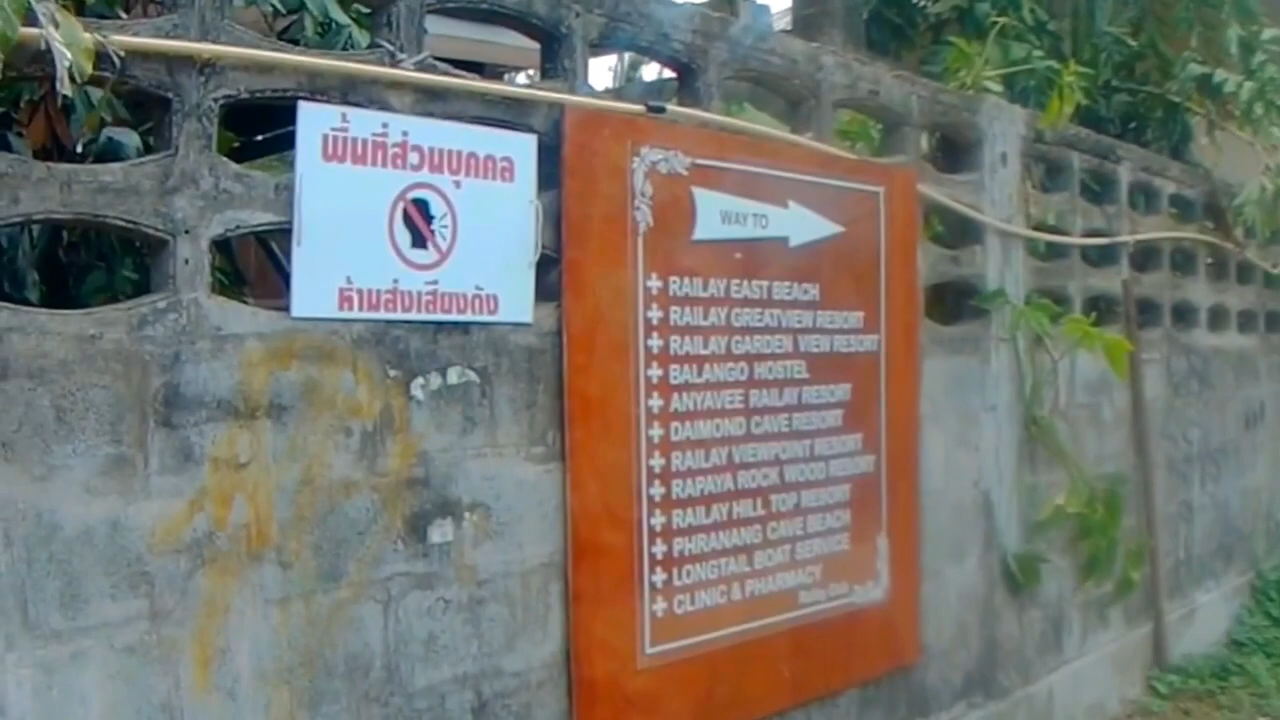 พื้นที่ส่วนบุคคล
ห้ามส่งเสียงดัง
WAY TO
RAILAY EAST BEACH
RAILAY GREATVIEW RESORT
RAILAY GARDEN VIEW RESORT
BALANGO HOSTEL
ANYAVEE RAILAY RESORT
DAIMOND CAVE RESORT
RAILAY VIEWPOINT RESORT
RAPAYA ROCK WOOD RESORT
RAILAY HILL TOP RESORT
PHRANANG CAVE BEACH
LONGTAIL BOAT SERVICE
CLINIC & PHARMACY